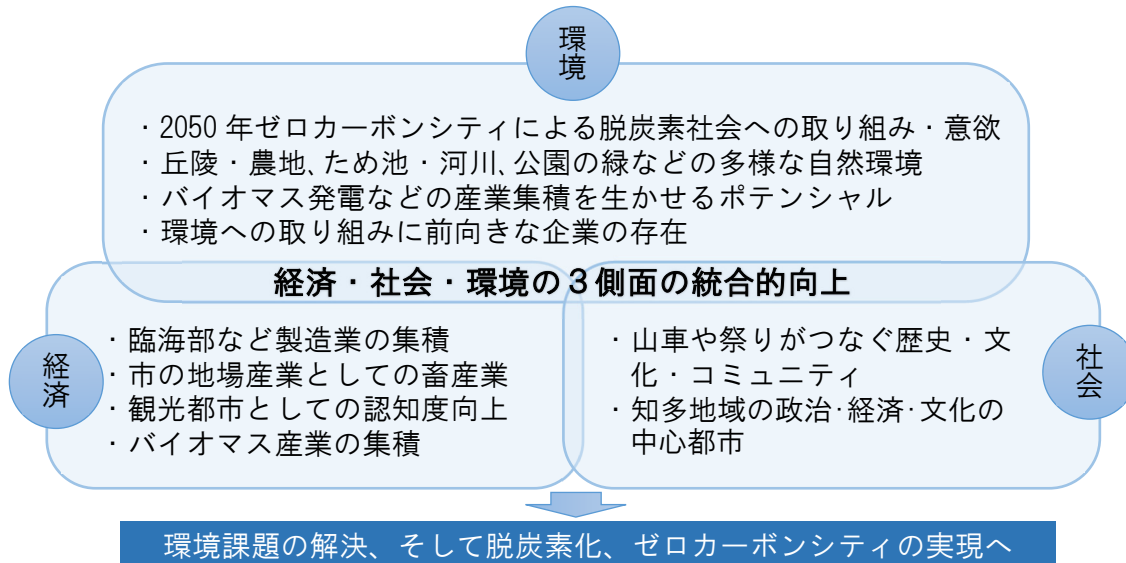 環境
・2050 年ゼロカーボンシティによる脱炭素社会への取り組み・意欲
・丘陵・農地、ため池・河川、公園の緑などの多様な自然環境
・バイオマス発電などの産業集積を生かせるポテンシャル
・環境への取り組みに前向きな企業の存在
経済・社会・環境の３側面の統合的向上
経済
・臨海部など製造業の集積
・市の地場産業としての畜産業
・観光都市としての認知度向上
・バイオマス産業の集積
社会
・山車や祭りがつなぐ歴史・文
化・コミュニティ
・知多地域の政治･経済･文化の
中心都市
環境課題の解決、そして脱炭素化、ゼロカーボンシティの実現へ